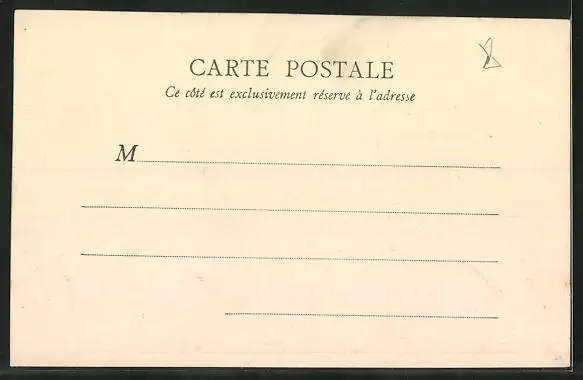 CARTE POSTALE
Ce côté est exclusivement réservé à l'adresse
M